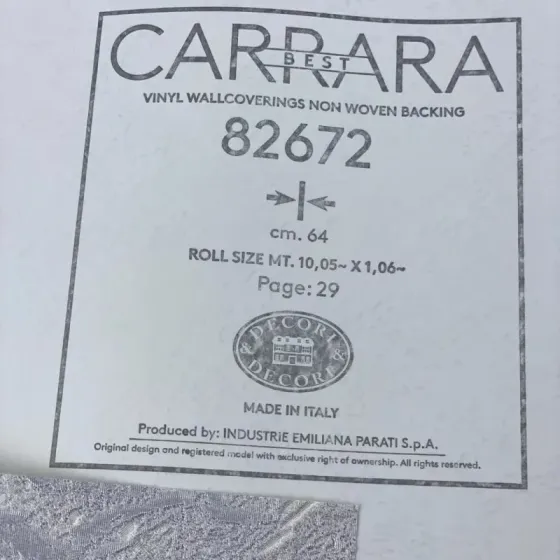 CARRARA
BEST
VINYL WALLCOVERINGS NON WOVEN BACKING
82672
cm. 64
ROLL SIZE MT. 10,05~ X 1,06~
Page: 29
DECORI
& &
DECORI
MADE IN ITALY
Produced by: INDUSTRIE EMILIANA PARATI S.p.A.
Original design and registered model with exclusive right of ownership. All rights reserved.